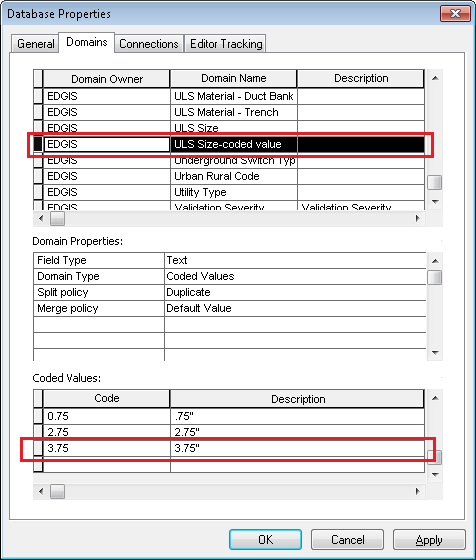 Database Properties
General Domains Connections Editor Tracking
Domain Owner Domain Name Description
EDGIS ULS Material - Duct Bank
EDGIS ULS Material - Trench
EDGIS ULS Size
EDGIS ULS Size-coded value
EDGIS Underground Switch Typ
EDGIS Urban Rural Code
EDGIS Utility Type
EDGIS Validation Severity Validation Severity
Domain Properties:
Field Type Text
Domain Type Coded Values
Split policy Duplicate
Merge policy Default Value
Coded Values:
Code Description
0.75 .75"
2.75 2.75"
3.75 3.75"
OK Cancel Apply